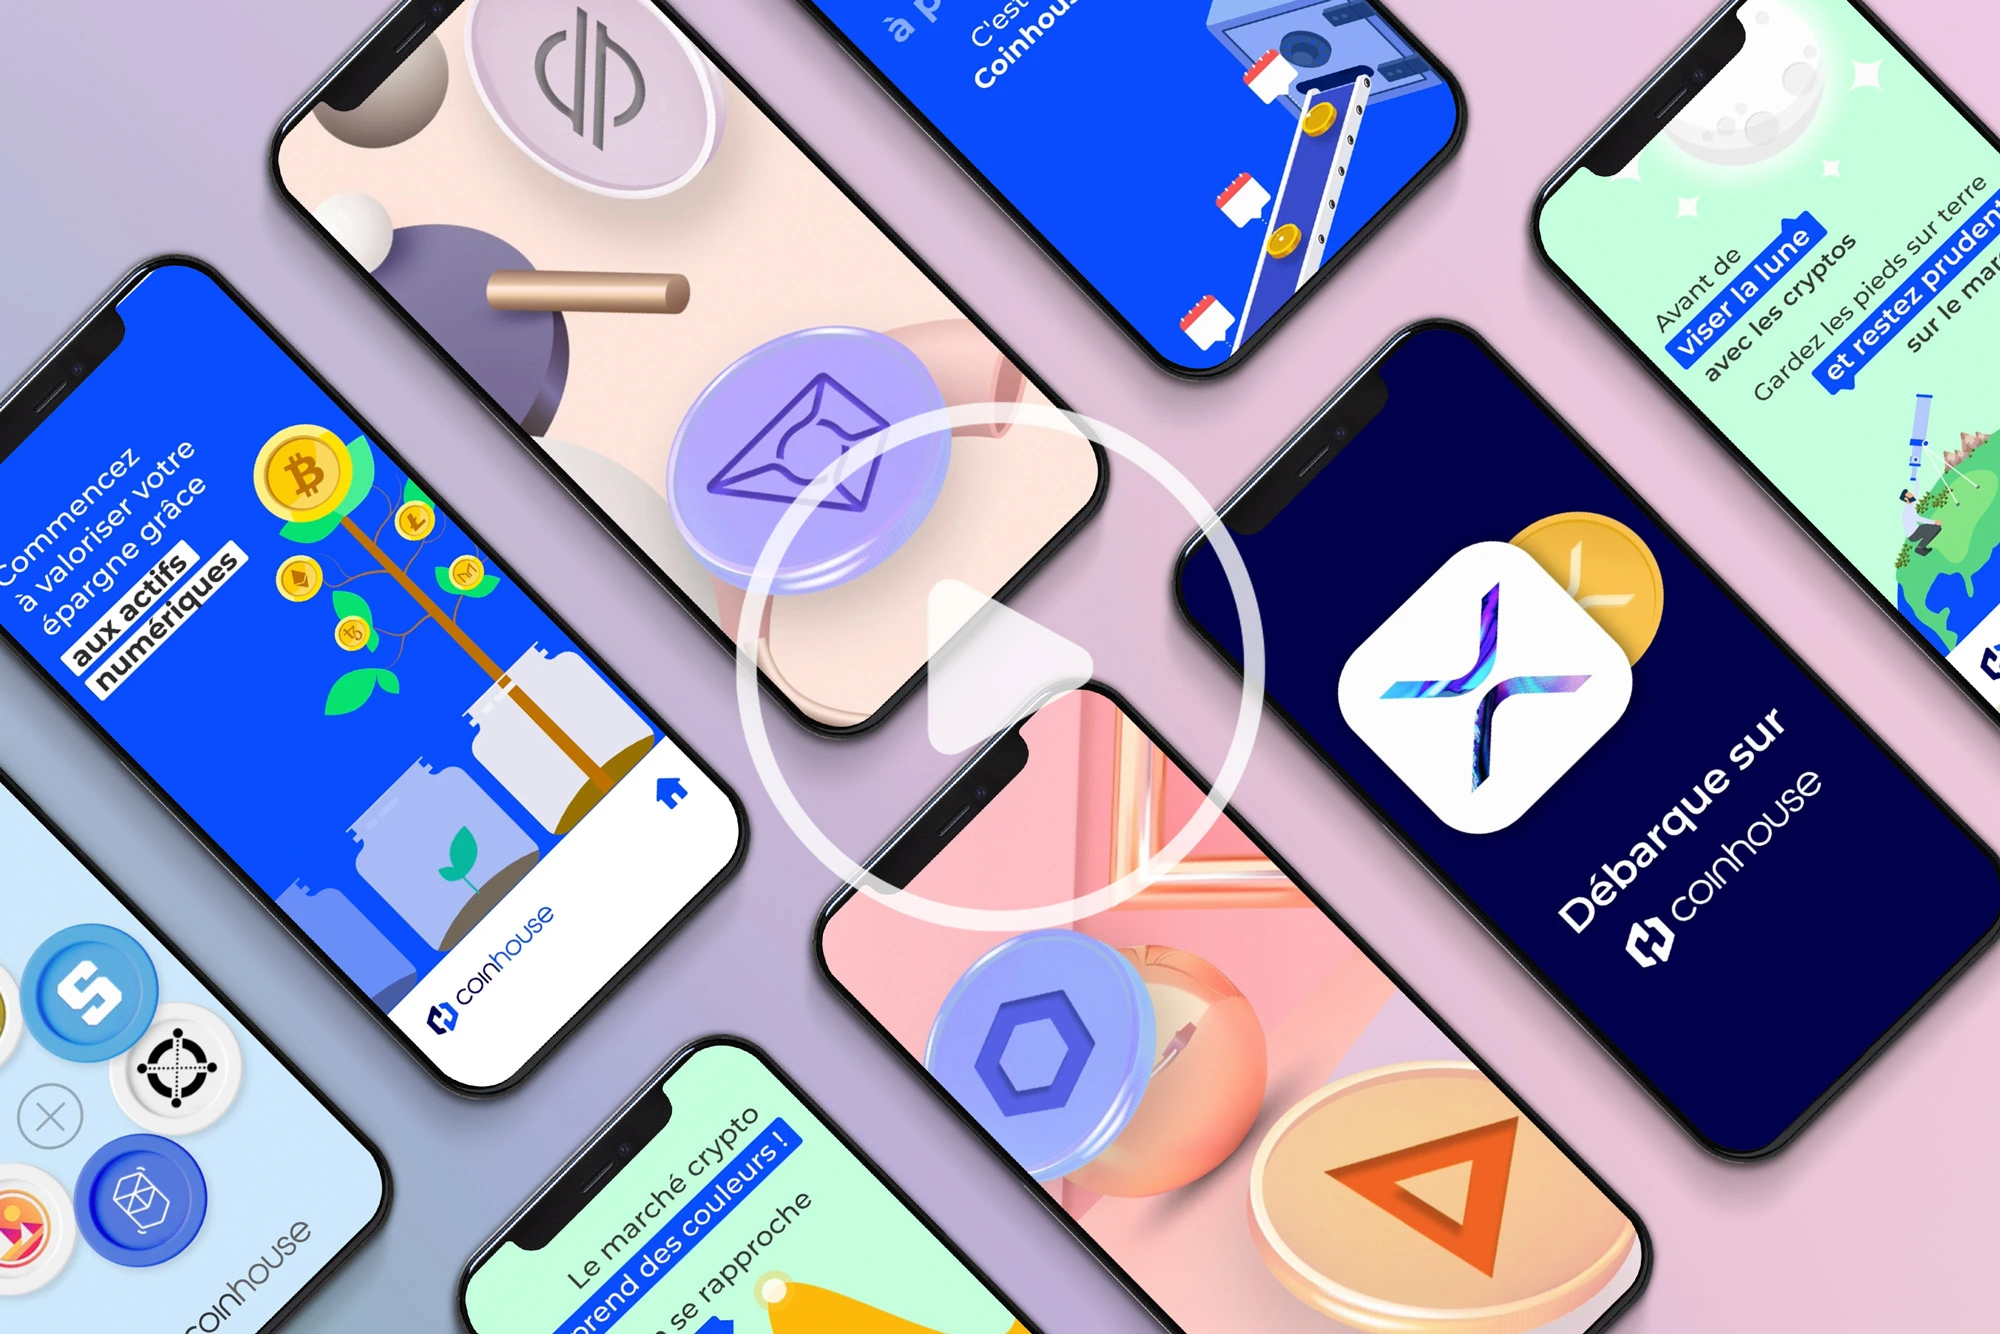 Commencez
à valoriser votre
épargne grâce
aux actifs
numériques
coinhouse
C'est
Coinhouse
Avant de
viser la lune
avec les cryptos
Gardez les pieds sur terre
et restez prudent
sur le
Débarque sur
coinhouse
Le marché crypto
prend des couleurs !
se rapproche
coinhouse